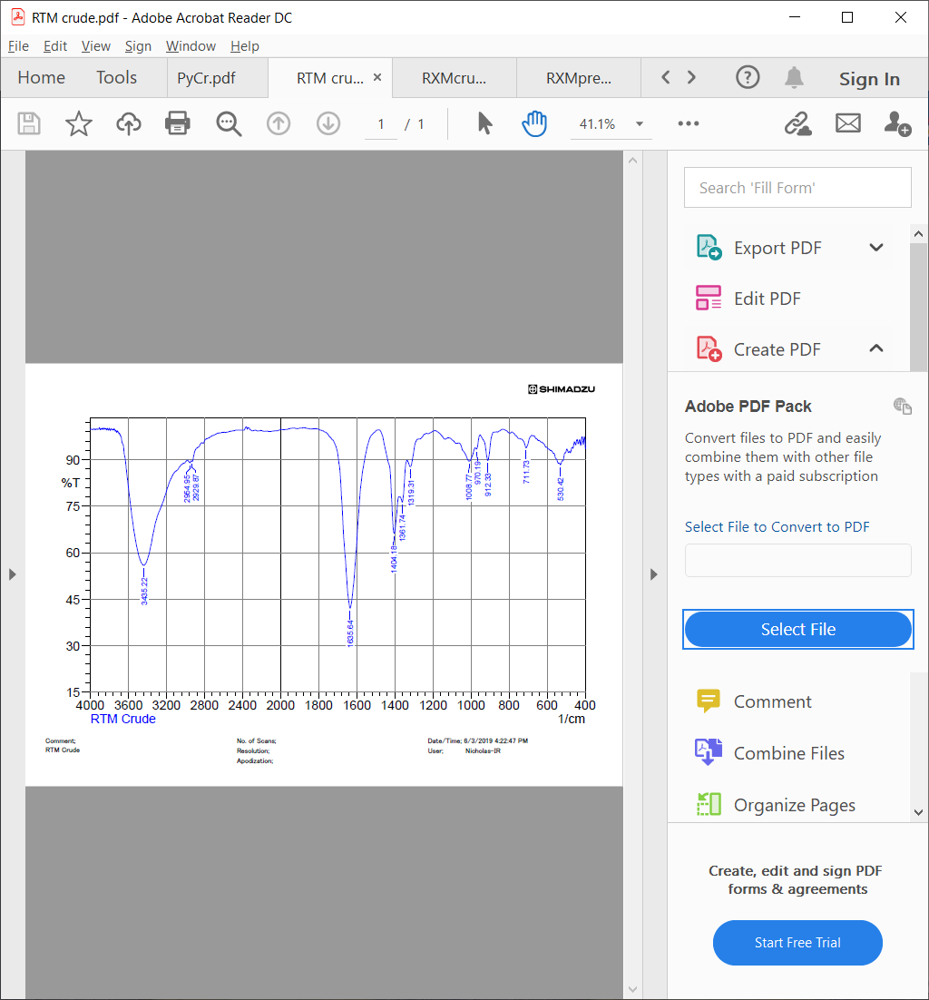 RTM crude.pdf - Adobe Acrobat Reader DC
File Edit View Sign Window Help
Home Tools PyCr.pdf RTM cru... × RXMcru... RXMpre... ? Sign In
1 / 1 41.1%
Search 'Fill Form'
Export PDF
Edit PDF
Create PDF
Adobe PDF Pack
Convert files to PDF and easily
combine them with other file
types with a paid subscription
Select File to Convert to PDF
Select File
Comment
Combine Files
Organize Pages
Create, edit and sign PDF
forms & agreements
Start Free Trial
SHIMADZU
90
%T
75
60
45
30
15
3435.22
2954.95
2929.87
1635.64
1404.18
1361.74
1319.31
1008.77
970.19
912.33
711.73
530.42
4000 3600 3200 2800 2400 2000 1800 1600 1400 1200 1000 800 600 400
RTM Crude 1/cm
Comment; No. of Scans; Date/Time; 6/3/2019 4:22:47 PM
RTM Crude Resolution; User; Nicholas-IR
Apodization;